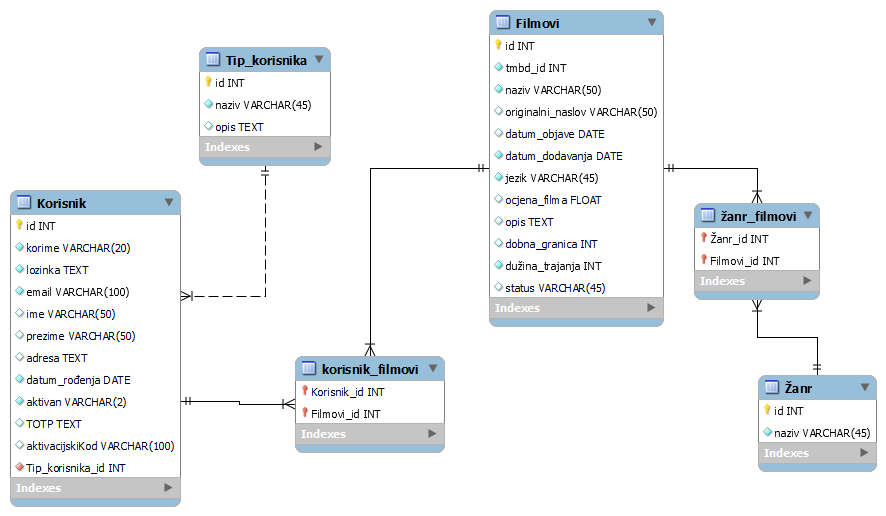 Filmovi
id INT
tmbd_id INT
naziv VARCHAR(50)
originalni_naslov VARCHAR(50)
datum_objave DATE
datum_dodavanja DATE
jezik VARCHAR(45)
ocjena_filma FLOAT
opis TEXT
dobna_granica INT
dužina_trajanja INT
status VARCHAR(45)
Indexes
Tip_korisnika
id INT
naziv VARCHAR(45)
opis TEXT
Indexes
Korisnik
id INT
korime VARCHAR(20)
lozinka TEXT
email VARCHAR(100)
ime VARCHAR(50)
prezime VARCHAR(50)
adresa TEXT
datum_rođenja DATE
aktivan VARCHAR(2)
TOTP TEXT
aktivacijskiKod VARCHAR(100)
Tip_korisnika_id INT
Indexes
korisnik_filmovi
Korisnik_id INT
Filmovi_id INT
Indexes
žanr_filmovi
Žanr_id INT
Filmovi_id INT
Indexes
Žanr
id INT
naziv VARCHAR(45)
Indexes